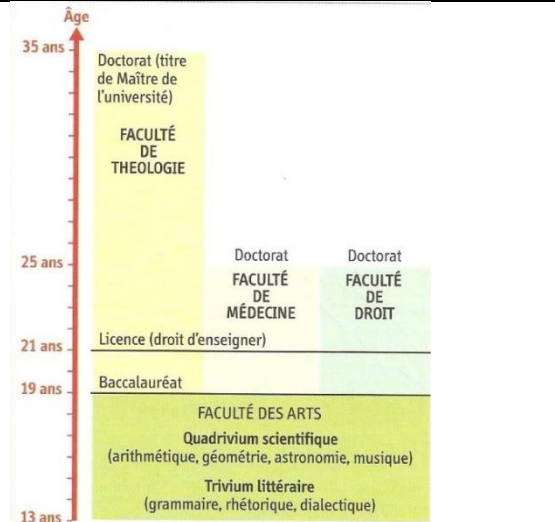 Âge
35 ans
Doctorat (titre
de Maître de
l'université)
FACULTÉ
DE
THEOLOGIE
25 ans
Doctorat
FACULTÉ
DE
MÉDECINE
Doctorat
FACULTÉ
DE
DROIT
21 ans
Licence (droit d'enseigner)
19 ans
Baccalauréat
FACULTÉ DES ARTS
Quadrivium scientifique
(arithmétique, géométrie, astronomie, musique)
Trivium littéraire
(grammaire, rhétorique, dialectique)
13 ans